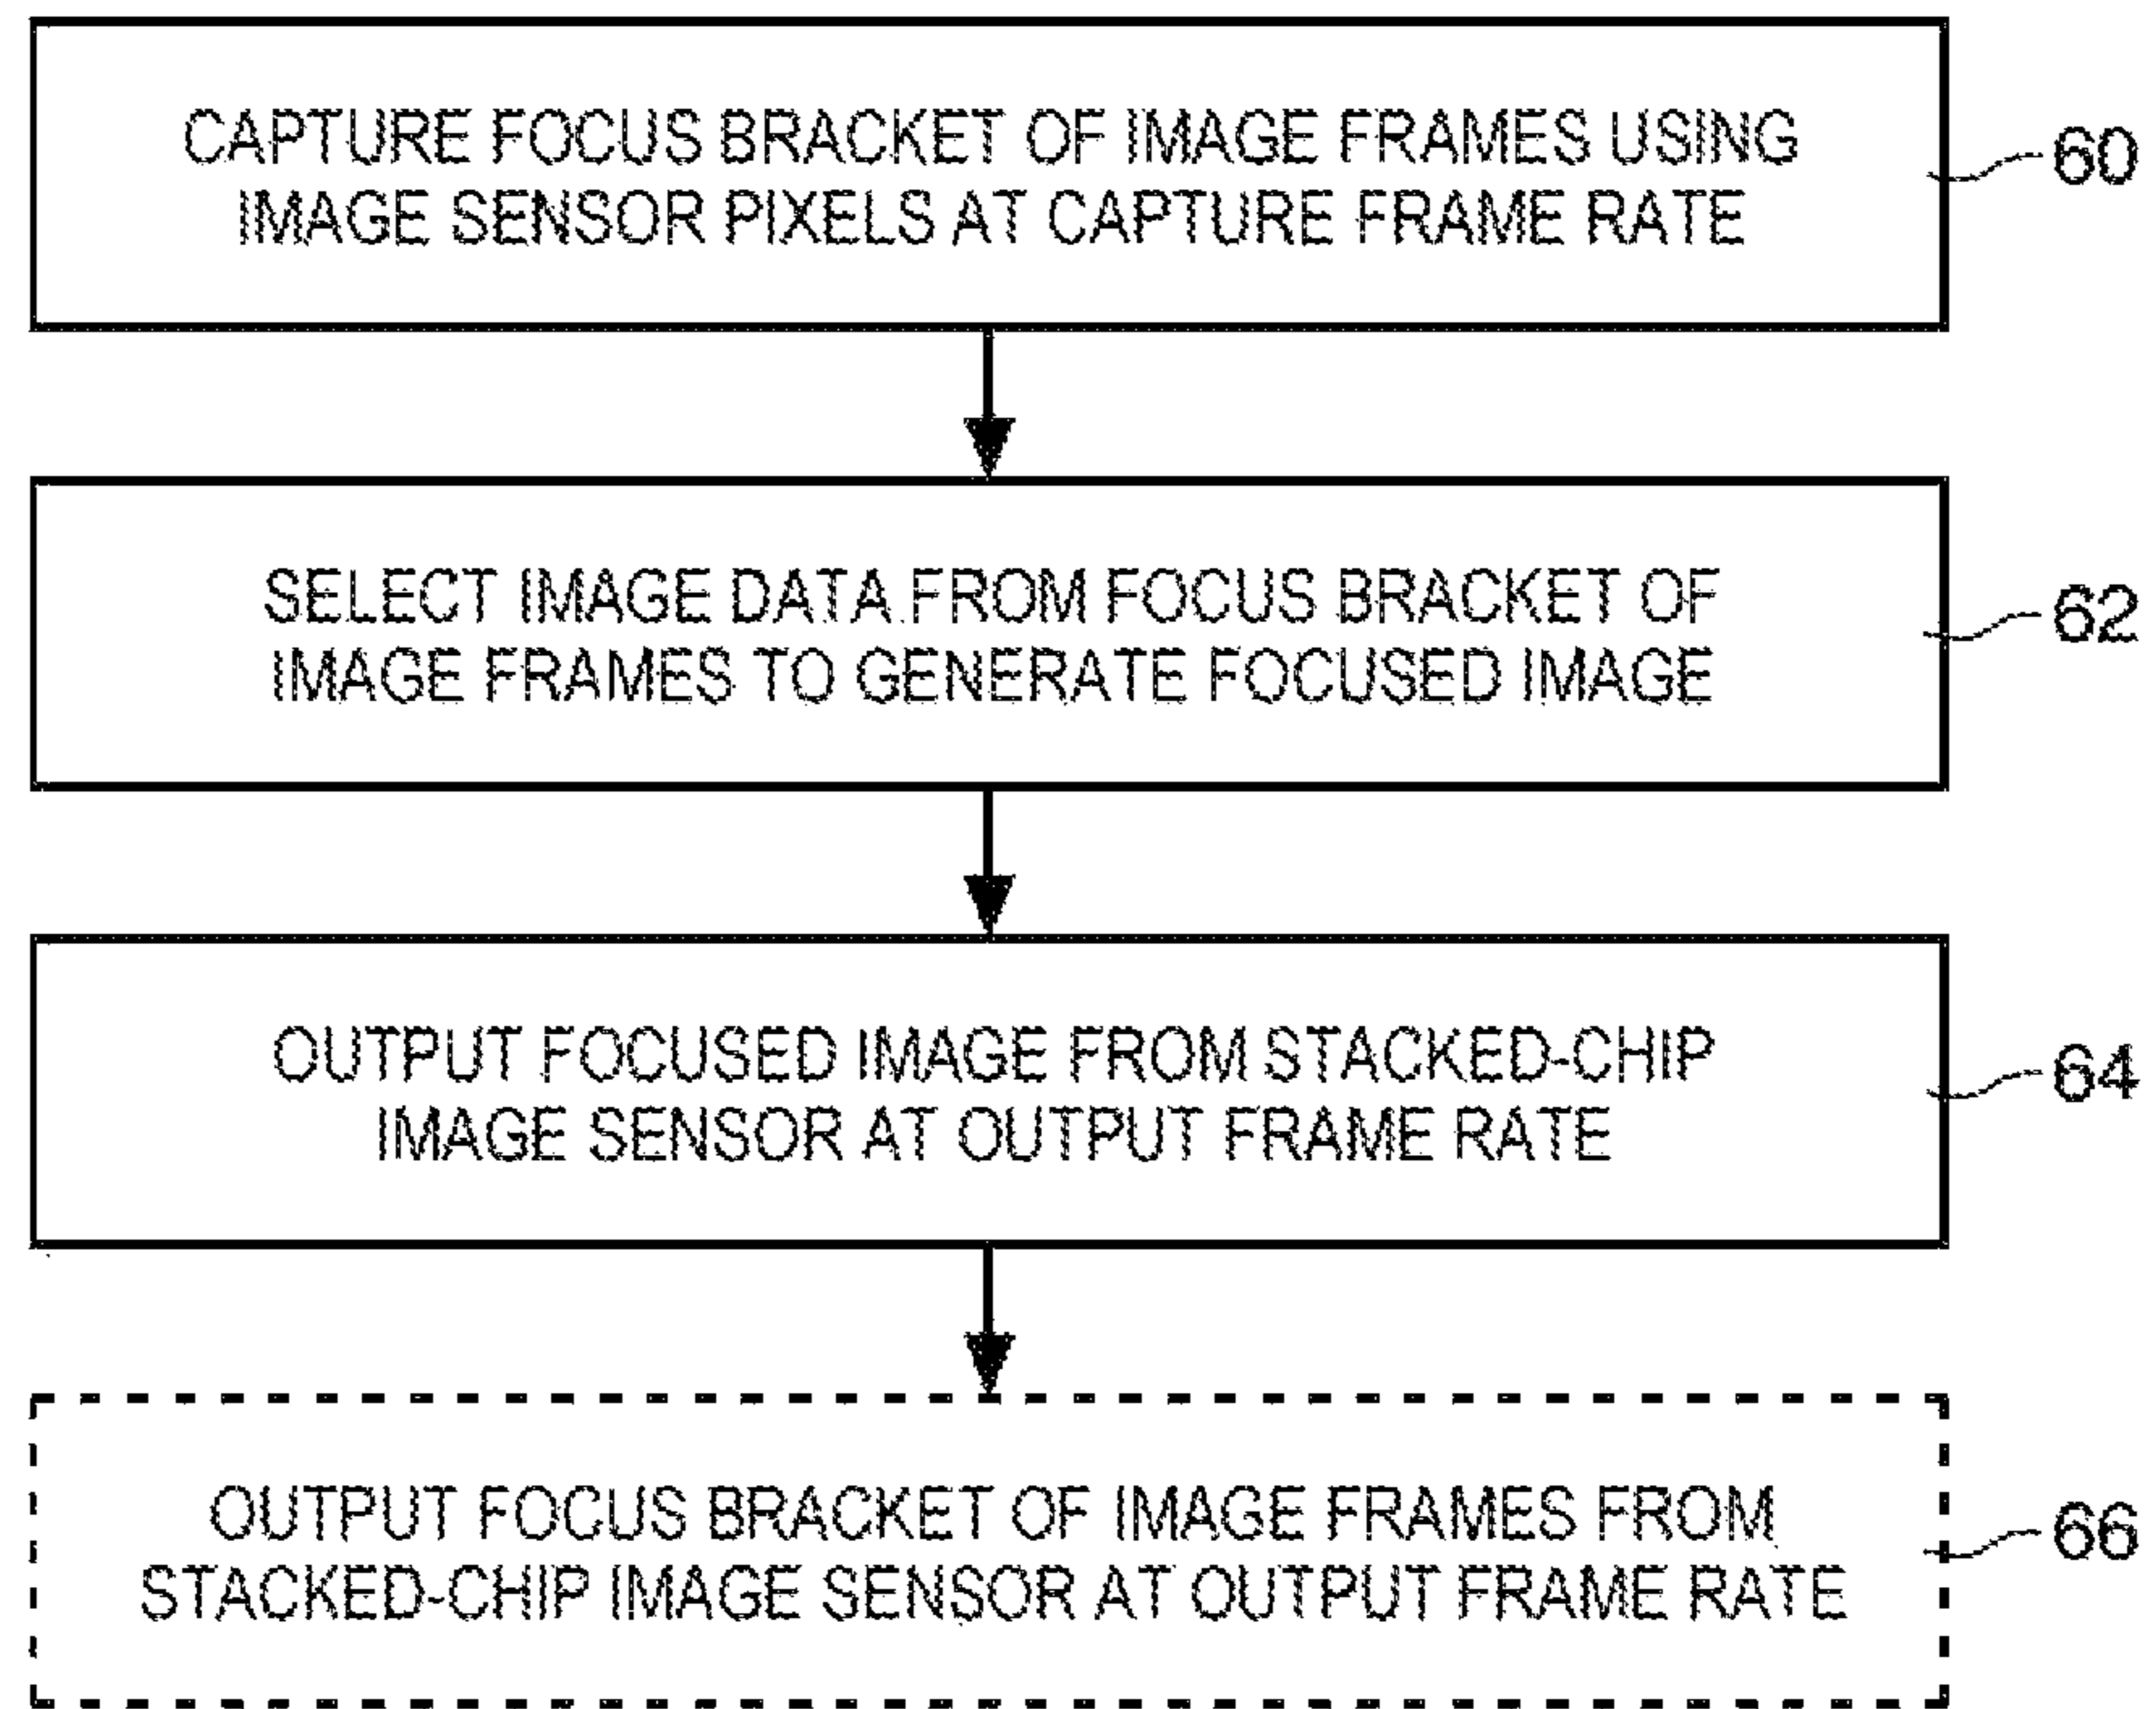 CAPTURE FOCUS BRACKET OF IMAGE FRAMES USING
IMAGE SENSOR PIXELS AT CAPTURE FRAME RATE
60
SELECT IMAGE DATA FROM FOCUS BRACKET OF
IMAGE FRAMES TO GENERATE FOCUSED IMAGE
62
OUTPUT FOCUSED IMAGE FROM STACKED-CHIP
IMAGE SENSOR AT OUTPUT FRAME RATE
64
OUTPUT FOCUS BRACKET OF IMAGE FRAMES FROM
STACKED-CHIP IMAGE SENSOR AT OUTPUT FRAME RATE
66